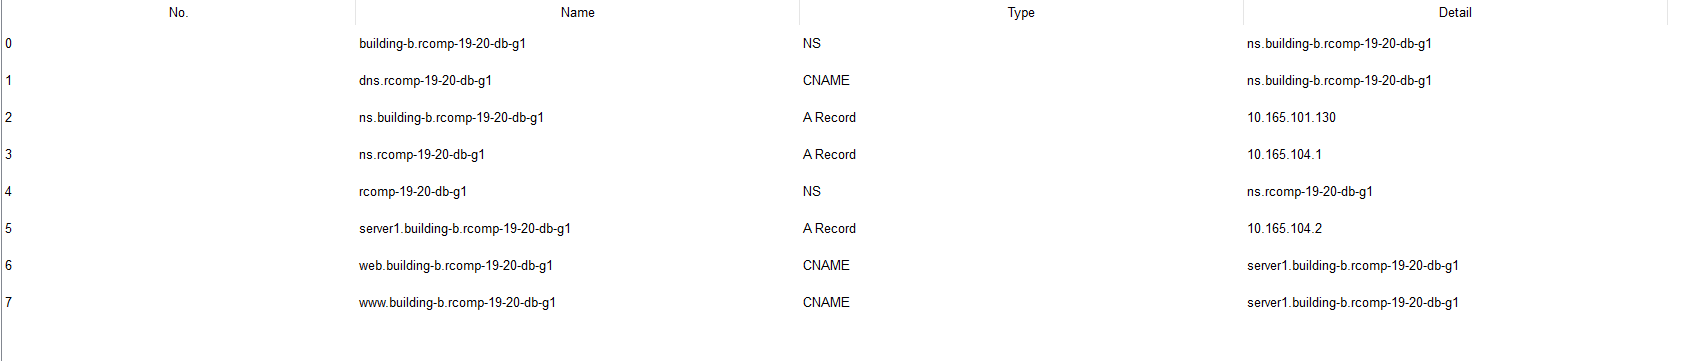 No. Name Type Detail
0 building-b.rcomp-19-20-db-g1 NS ns.building-b.rcomp-19-20-db-g1
1 dns.rcomp-19-20-db-g1 CNAME ns.building-b.rcomp-19-20-db-g1
2 ns.building-b.rcomp-19-20-db-g1 A Record 10.165.101.130
3 ns.rcomp-19-20-db-g1 A Record 10.165.104.1
4 rcomp-19-20-db-g1 NS ns.rcomp-19-20-db-g1
5 server1.building-b.rcomp-19-20-db-g1 A Record 10.165.104.2
6 web.building-b.rcomp-19-20-db-g1 CNAME server1.building-b.rcomp-19-20-db-g1
7 www.building-b.rcomp-19-20-db-g1 CNAME server1.building-b.rcomp-19-20-db-g1